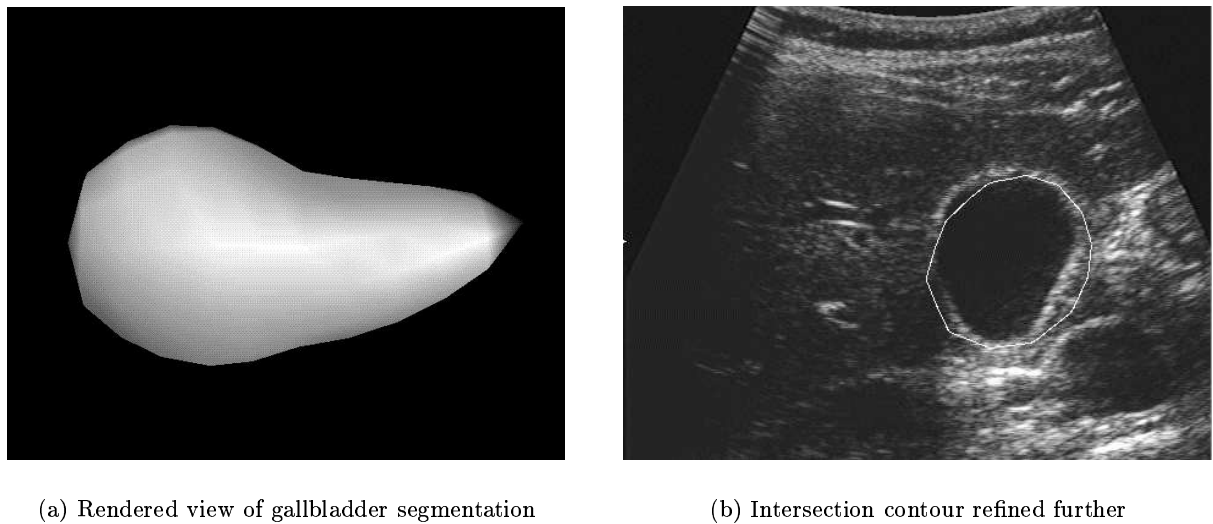 (a) Rendered view of gallbladder segmentation
(b) Intersection contour refined further